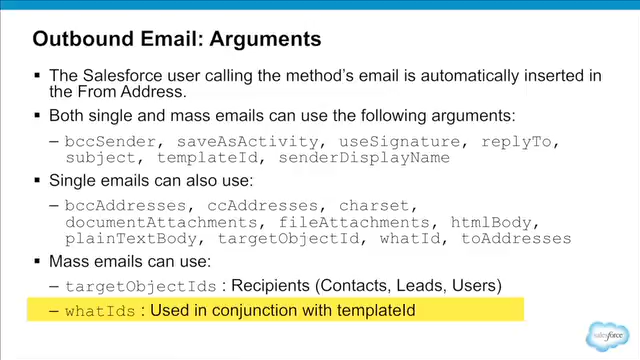 Outbound Email: Arguments
▪ The Salesforce user calling the method's email is automatically inserted in
the From Address.
▪ Both single and mass emails can use the following arguments:
– bccSender, saveAsActivity, useSignature, replyTo,
subject, templateId, senderDisplayName
▪ Single emails can also use:
– bccAddresses, ccAddresses, charset,
documentAttachments, fileAttachments, htmlBody,
plainTextBody, targetObjectId, whatId, toAddresses
▪ Mass emails can use:
– targetObjectIds : Recipients (Contacts, Leads, Users)
– whatIds : Used in conjunction with templateId
salesforce